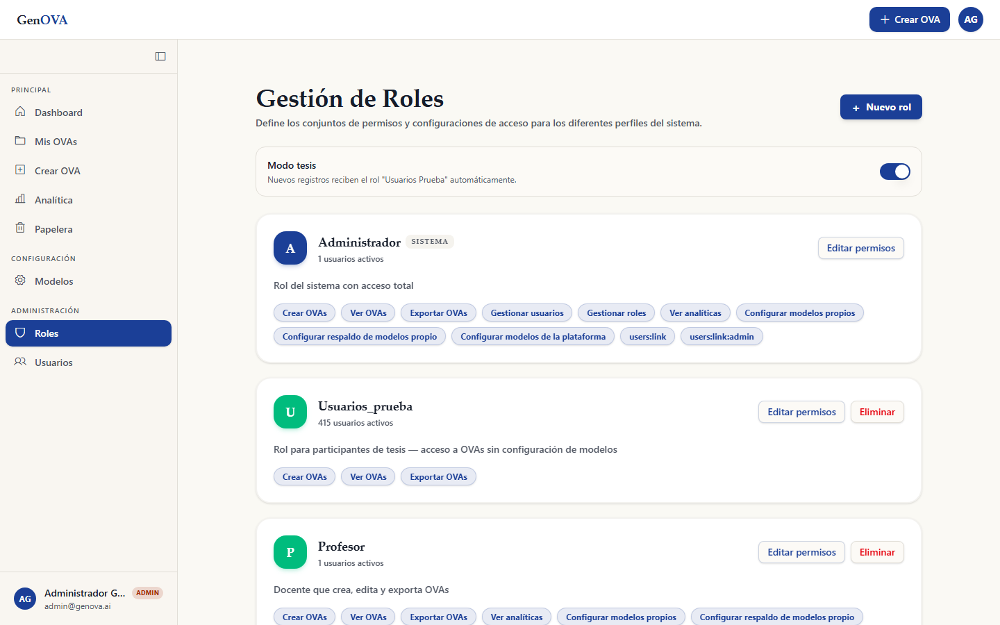 GenOVA
+ Crear OVA
AG
PRINCIPAL
Dashboard
Mis OVAs
Crear OVA
Analítica
Papelera
CONFIGURACIÓN
Modelos
ADMINISTRACIÓN
Roles
Usuarios
AG
Administrador G...
ADMIN
admin@genova.ai
Gestión de Roles
Define los conjuntos de permisos y configuraciones de acceso para los diferentes perfiles del sistema.
+ Nuevo rol
Modo tesis
Nuevos registros reciben el rol "Usuarios Prueba" automáticamente.
A
Administrador SISTEMA
1 usuarios activos
Editar permisos
Rol del sistema con acceso total
Crear OVAs Ver OVAs Exportar OVAs Gestionar usuarios Gestionar roles Ver analíticas Configurar modelos propios
Configurar respaldo de modelos propio Configurar modelos de la plataforma users:link users:link:admin
U
Usuarios_prueba
415 usuarios activos
Editar permisos Eliminar
Rol para participantes de tesis — acceso a OVAs sin configuración de modelos
Crear OVAs Ver OVAs Exportar OVAs
P
Profesor
1 usuarios activos
Editar permisos Eliminar
Docente que crea, edita y exporta OVAs
Crear OVAs Ver OVAs Exportar OVAs Ver analíticas Configurar modelos propios Configurar respaldo de modelos propio